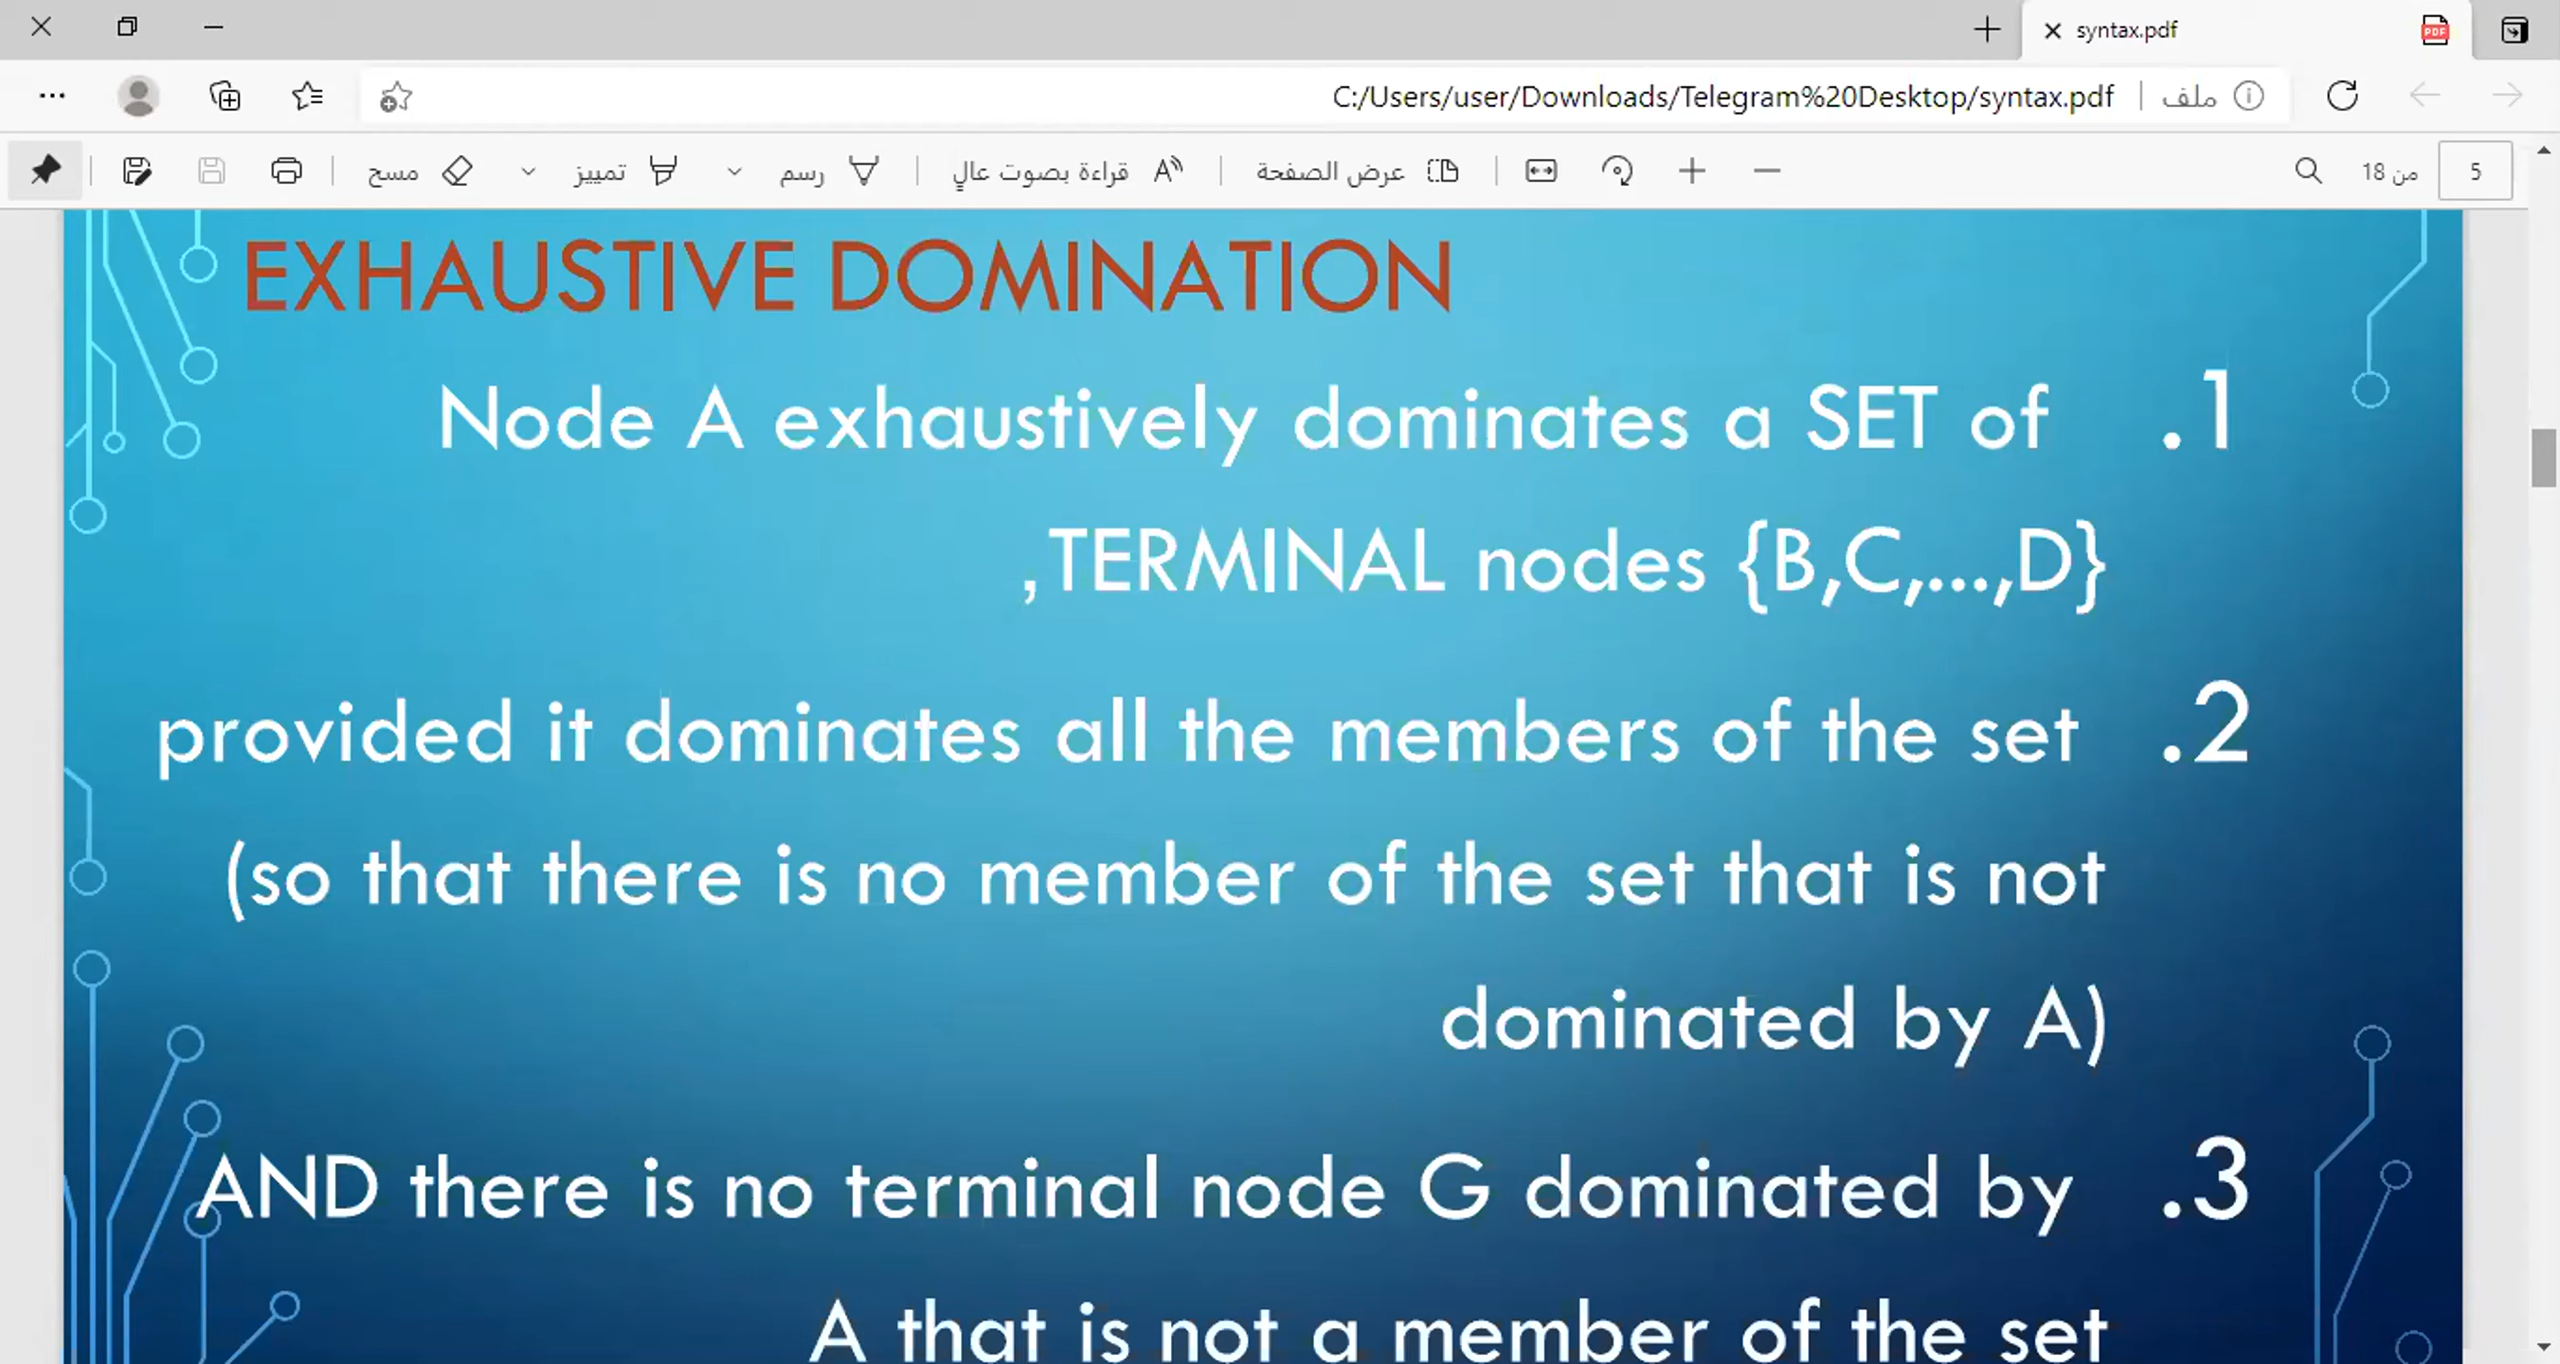 syntax.pdf
C:/Users/user/Downloads/Telegram%20Desktop/syntax.pdf | ملف
5 من 18
عرض الصفحة
قراءة بصوت عالٍ
رسم
تمييز
مسح
EXHAUSTIVE DOMINATION
.1 Node A exhaustively dominates a SET of
,TERMINAL nodes {B,C,...,D}
.2 provided it dominates all the members of the set
(so that there is no member of the set that is not
dominated by A)
.3 AND there is no terminal node G dominated by
A that is not a member of the set